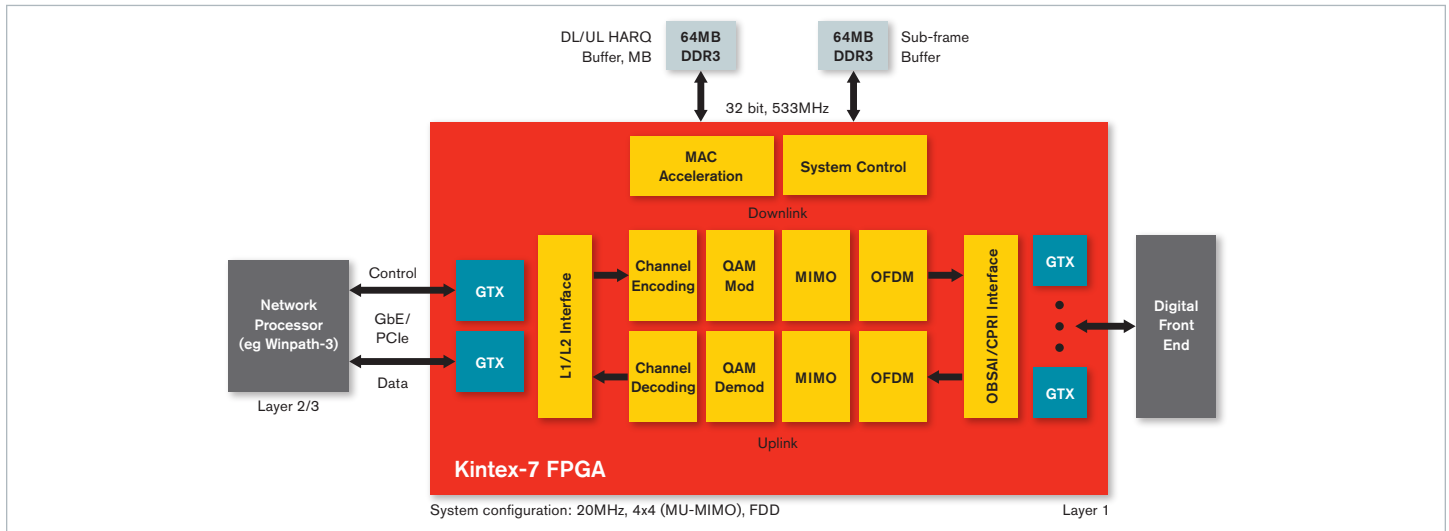 DL/UL HARQ
Buffer, MB
64MB
DDR3
64MB
DDR3
Sub-frame
Buffer
32 bit, 533MHz
MAC
Acceleration
System Control
Downlink
Network
Processor
(eg Winpath-3)
Layer 2/3
Control
GbE/
PCIe
Data
GTX
GTX
L1/L2 Interface
Channel
Encoding
QAM
Mod
MIMO
OFDM
Channel
Decoding
QAM
Demod
MIMO
OFDM
Uplink
OBSAI/CPRI Interface
GTX
GTX
Digital
Front
End
Kintex-7 FPGA
System configuration: 20MHz, 4x4 (MU-MIMO), FDD
Layer 1